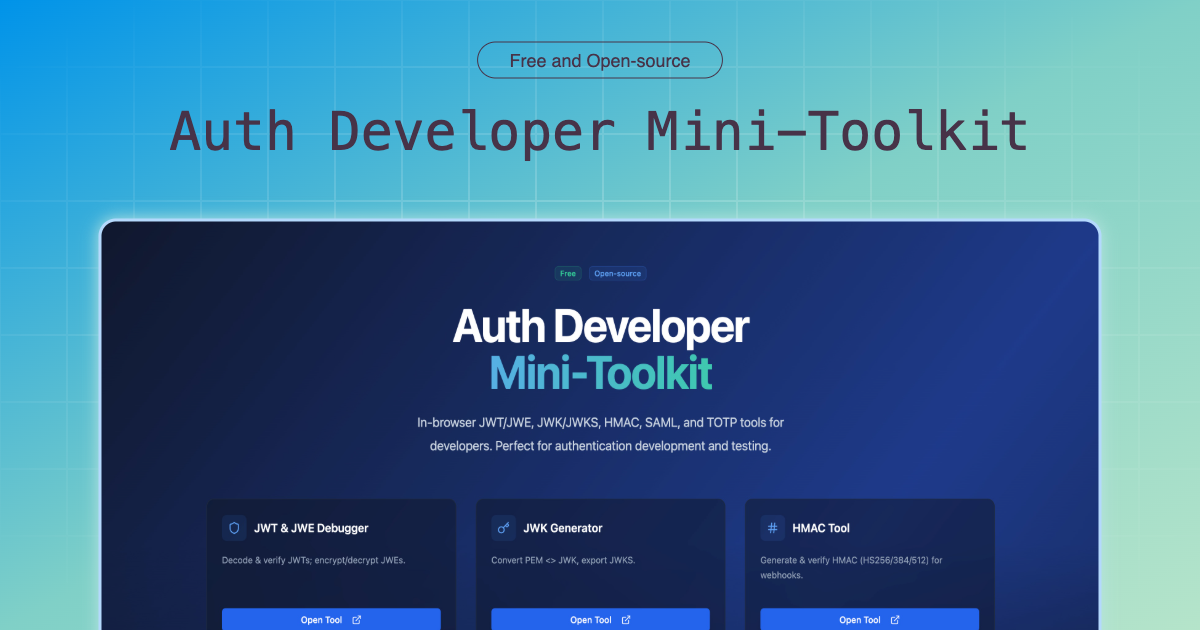 Free and Open-source
Auth Developer Mini-Toolkit
Free Open-source
Auth Developer
Mini-Toolkit
In-browser JWT/JWE, JWK/JWKS, HMAC, SAML, and TOTP tools for
developers. Perfect for authentication development and testing.
JWT & JWE Debugger
Decode & verify JWTs; encrypt/decrypt JWEs.
Open Tool
JWK Generator
Convert PEM <> JWK, export JWKS.
Open Tool
HMAC Tool
Generate & verify HMAC (HS256/384/512) for
webhooks.
Open Tool